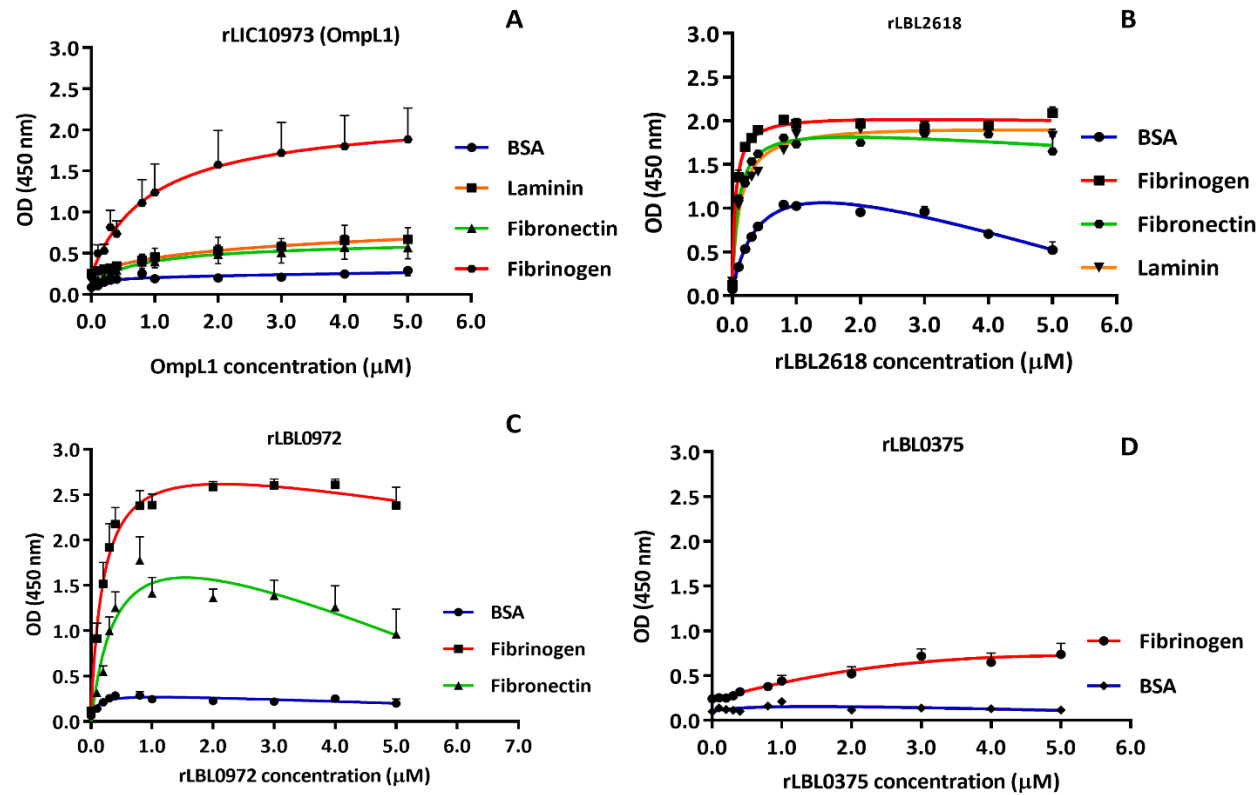 A
rLIC10973 (OmpL1)
OD (450 nm)
3.0
2.5
2.0
1.5
1.0
0.5
0.0
0.0 1.0 2.0 3.0 4.0 5.0 6.0
OmpL1 concentration (μM)
BSA
Laminin
Fibronectin
Fibrinogen
B
rLBL2618
OD (450 nm)
3.0
2.5
2.0
1.5
1.0
0.5
0.0
0.0 1.0 2.0 3.0 4.0 5.0 6.0
rLBL2618 concentration (μM)
BSA
Fibrinogen
Fibronectin
Laminin
C
rLBL0972
OD (450 nm)
3.0
2.5
2.0
1.5
1.0
0.5
0.0
0.0 1.0 2.0 3.0 4.0 5.0 6.0 7.0
rLBL0972 concentration (μM)
BSA
Fibrinogen
Fibronectin
D
rLBL0375
OD (450 nm)
3.0
2.5
2.0
1.5
1.0
0.5
0.0
0.0 1.0 2.0 3.0 4.0 5.0 6.0
rLBL0375 concentration (μM)
Fibrinogen
BSA